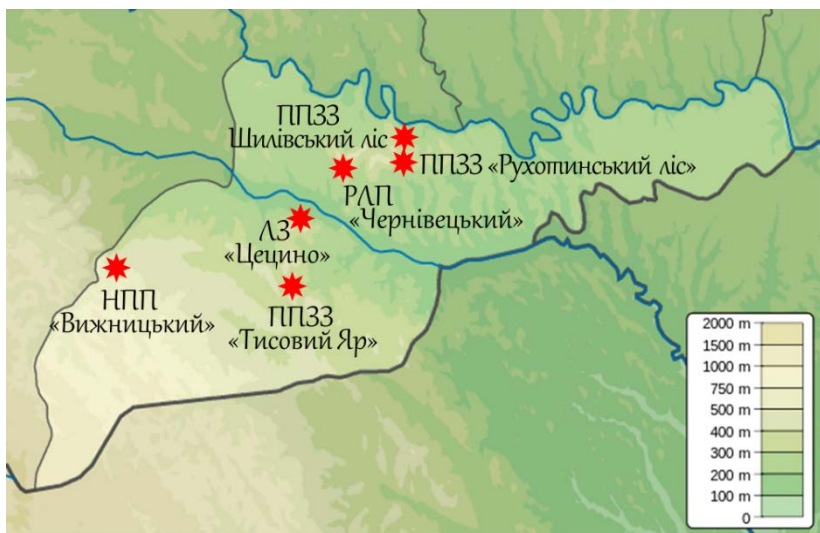 ППЗЗ
Шилівський ліс
ППЗЗ «Рухотинський ліс»
РЛП
«Чернівецький»
ЛЗ
«Цецино»
НПП
«Вижницький»
ППЗЗ
«Тисовий Яр»
2000 m
1500 m
1000 m
750 m
500 m
400 m
300 m
200 m
100 m
0